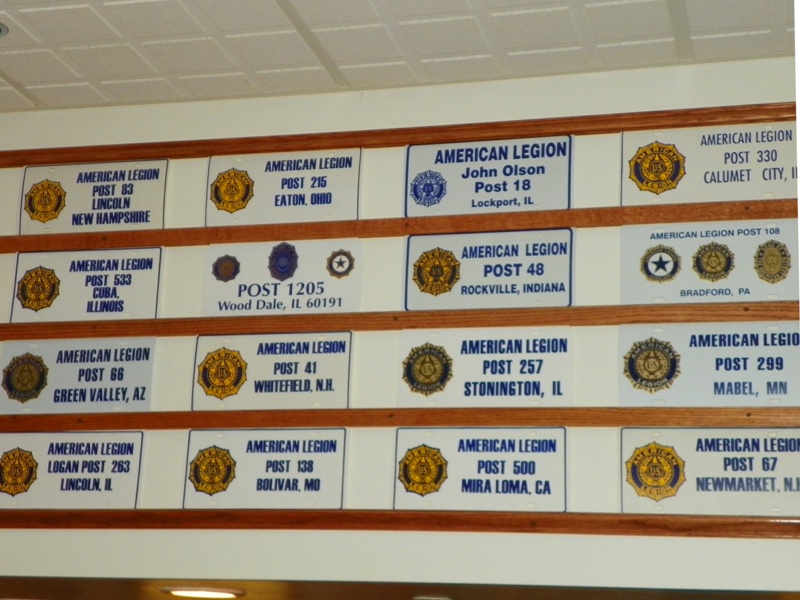 AMERICAN LEGION
POST 83
LINCOLN
NEW HAMPSHIRE
AMERICAN LEGION
POST 215
EATON, OHIO
AMERICAN LEGION
John Olson
Post 18
Lockport, IL
AMERICAN LEGION
POST 330
CALUMET CITY, I
AMERICAN LEGION
POST 533
CUBA,
ILLINOIS
POST 1205
Wood Dale, IL 60191
AMERICAN LEGION
POST 48
ROCKVILLE, INDIANA
AMERICAN LEGION POST 108
BRADFORD, PA
AMERICAN LEGION
POST 66
GREEN VALLEY, AZ
AMERICAN LEGION
POST 41
WHITEFIELD, N.H.
AMERICAN LEGION
POST 257
STONINGTON, IL
AMERICAN LEGIO
POST 299
MABEL, MN
AMERICAN LEGION
LOGAN POST 263
LINCOLN, IL
AMERICAN LEGION
POST 138
BOLIVAR, MO
AMERICAN LEGION
POST 500
MIRA LOMA, CA
AMERICAN LEGIO
POST 67
NEWMARKET, N.H